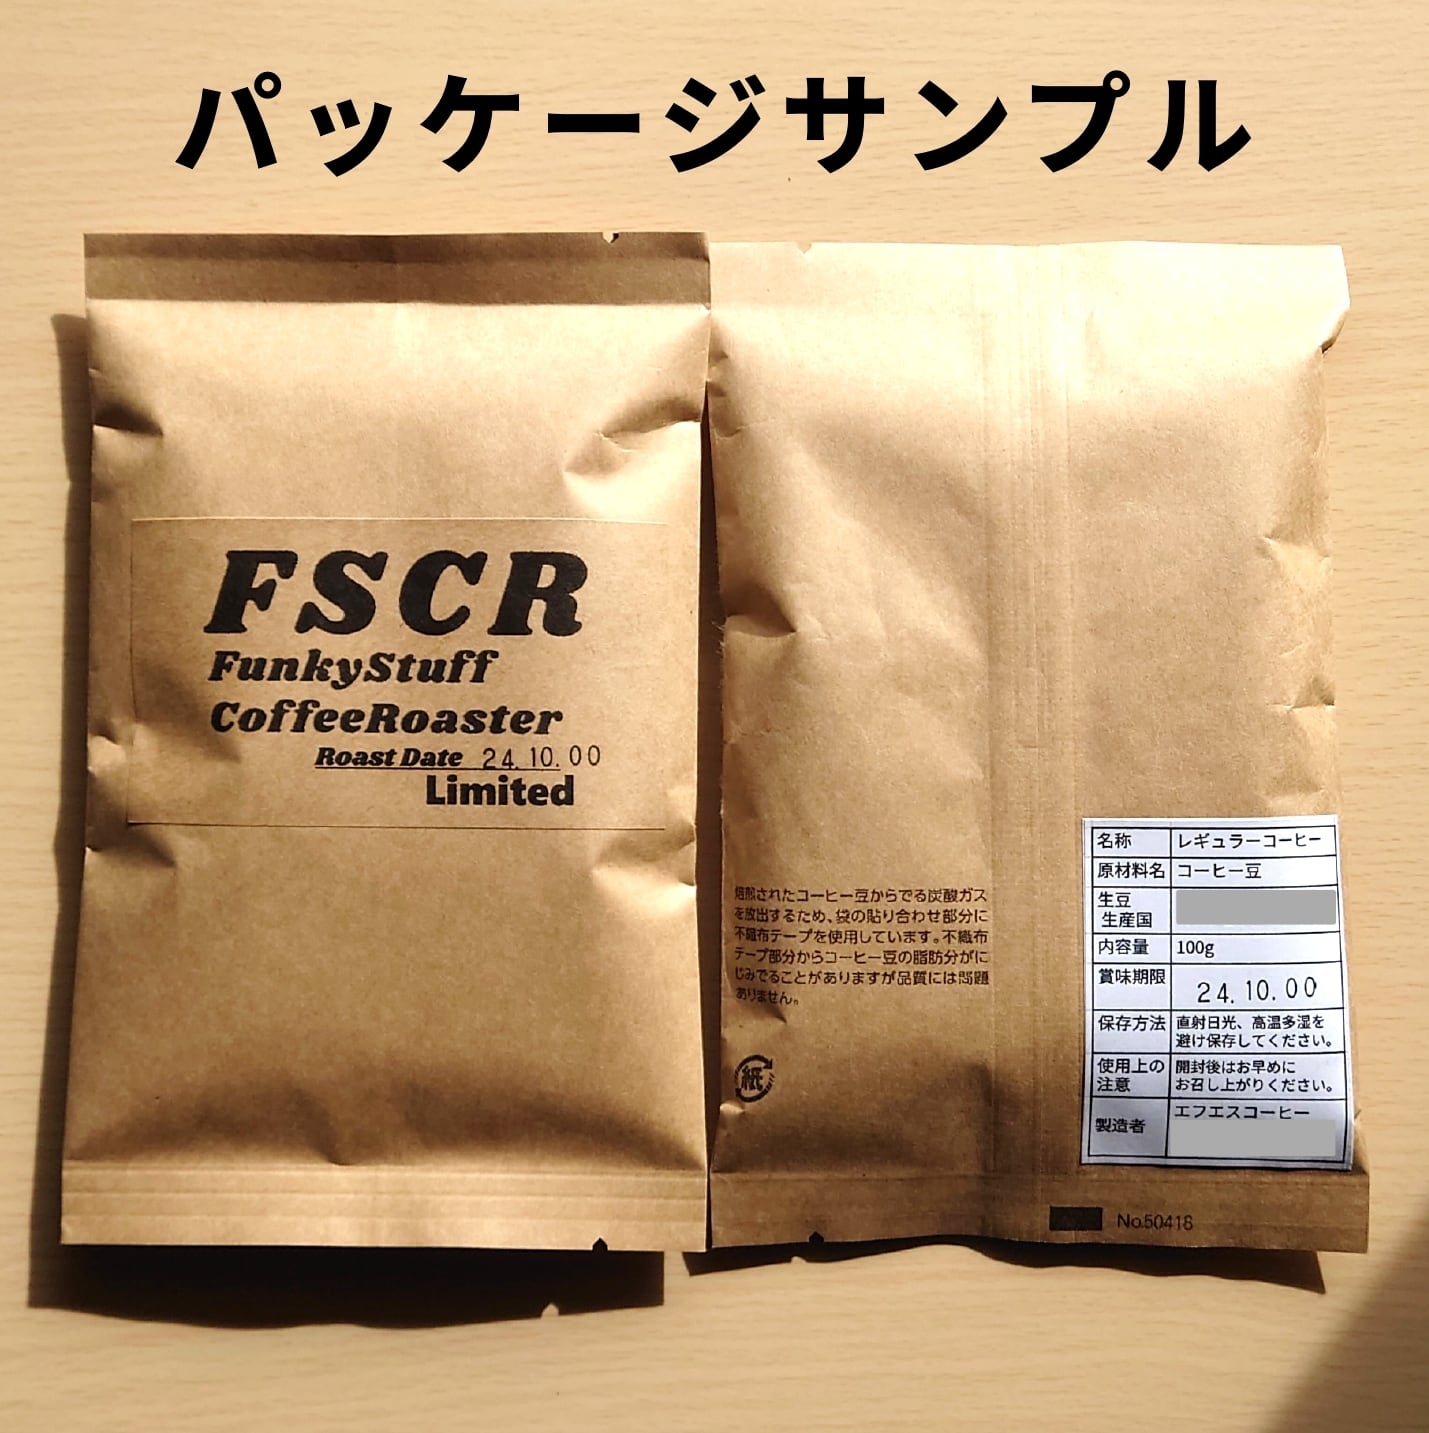 パッケージサンプル
FSCR
FunkyStuff
CoffeeRoaster
Roast Date 24.10.00
Limited
焙煎されたコーヒー豆からでる炭酸ガス
を放出するため、袋の貼り合わせ部分に
不織布テープを使用しています。不織布
テープ部分からコーヒー豆の脂肪分がに
じみでることがありますが品質には問題
ありません。
紙
名称 レギュラーコーヒー
原材料名 コーヒー豆
生豆
生産国
内容量 100g
賞味期限 24.10.00
保存方法 直射日光、高温多湿を
避け保存してください。
使用上の 開封後はお早めに
注意 お召し上がりください。
製造者 エフエスコーヒー
No.50418